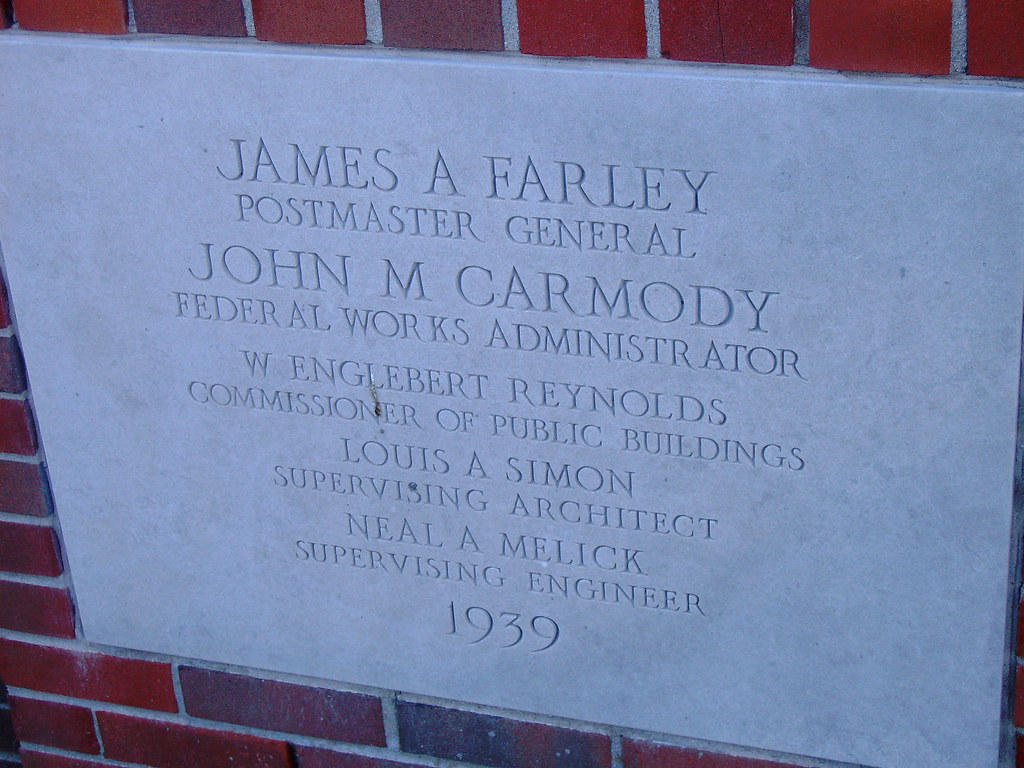 JAMES A FARLEY
POSTMASTER GENERAL
JOHN M CARMODY
FEDERAL WORKS ADMINISTRATOR
W ENGLEBERT REYNOLDS
COMMISSIONER OF PUBLIC BUILDINGS
LOUIS A SIMON
SUPERVISING ARCHITECT
NEAL A MELICK
SUPERVISING ENGINEER
1939